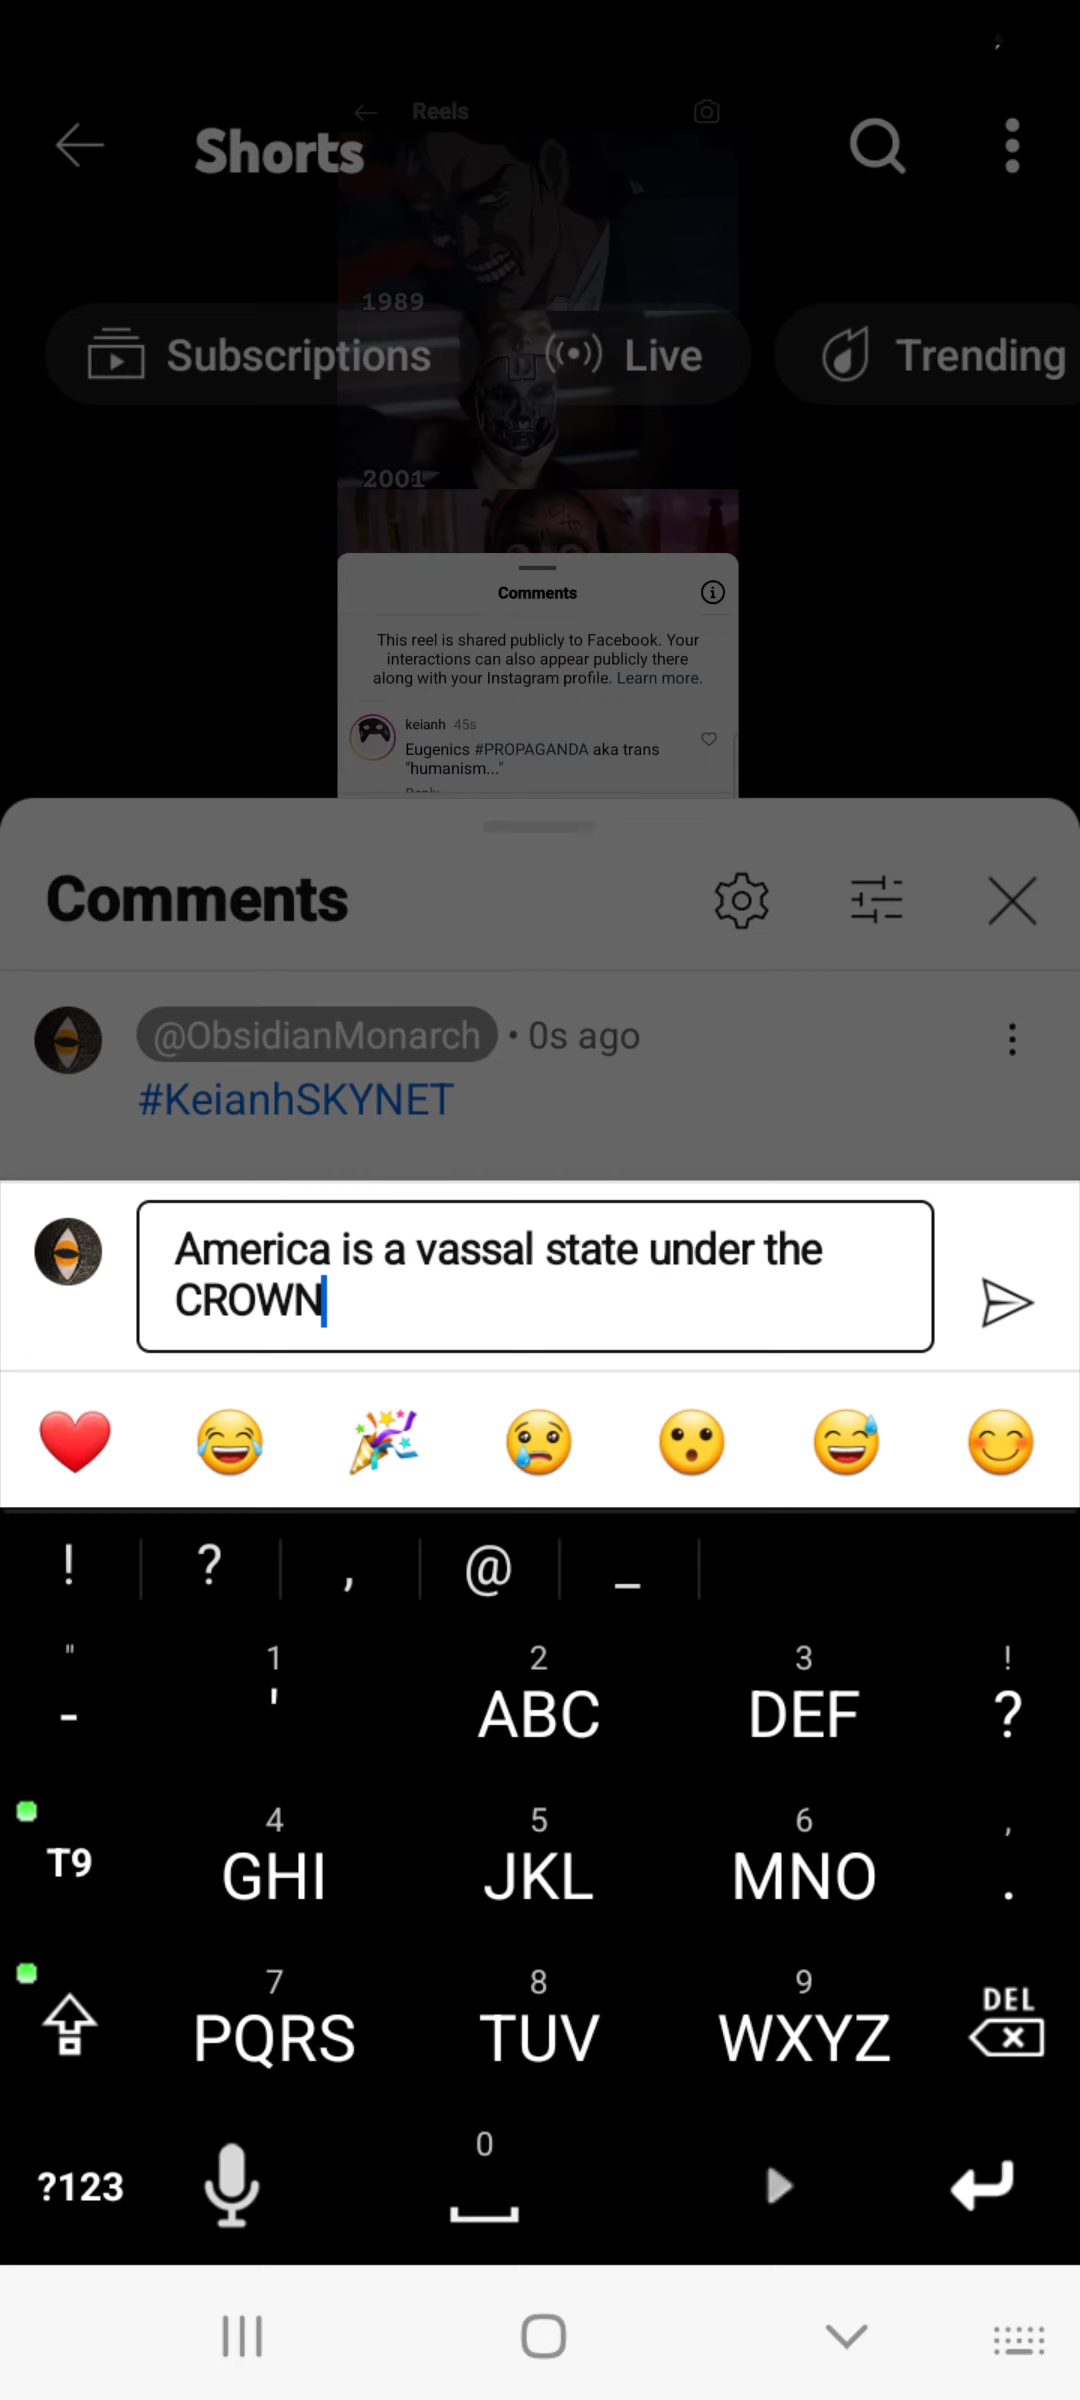 Reels
Shorts
1989
Subscriptions
Live
Trending
2001
Comments
This reel is shared publicly to Facebook. Your
interactions can also appear publicly there
along with your Instagram profile. Learn more.
keianh 45s
Eugenics #PROPAGANDA aka trans
"humanism..."
Comments
@ObsidianMonarch • 0s ago
#KeianhSKYNET
America is a vassal state under the
CROWN
! ? , @ _
" 1 2 3 !
- ' ABC DEF ?
4 5 6 ,
T9 GHI JKL MNO .
7 8 9
PQRS TUV WXYZ DEL
0
?123